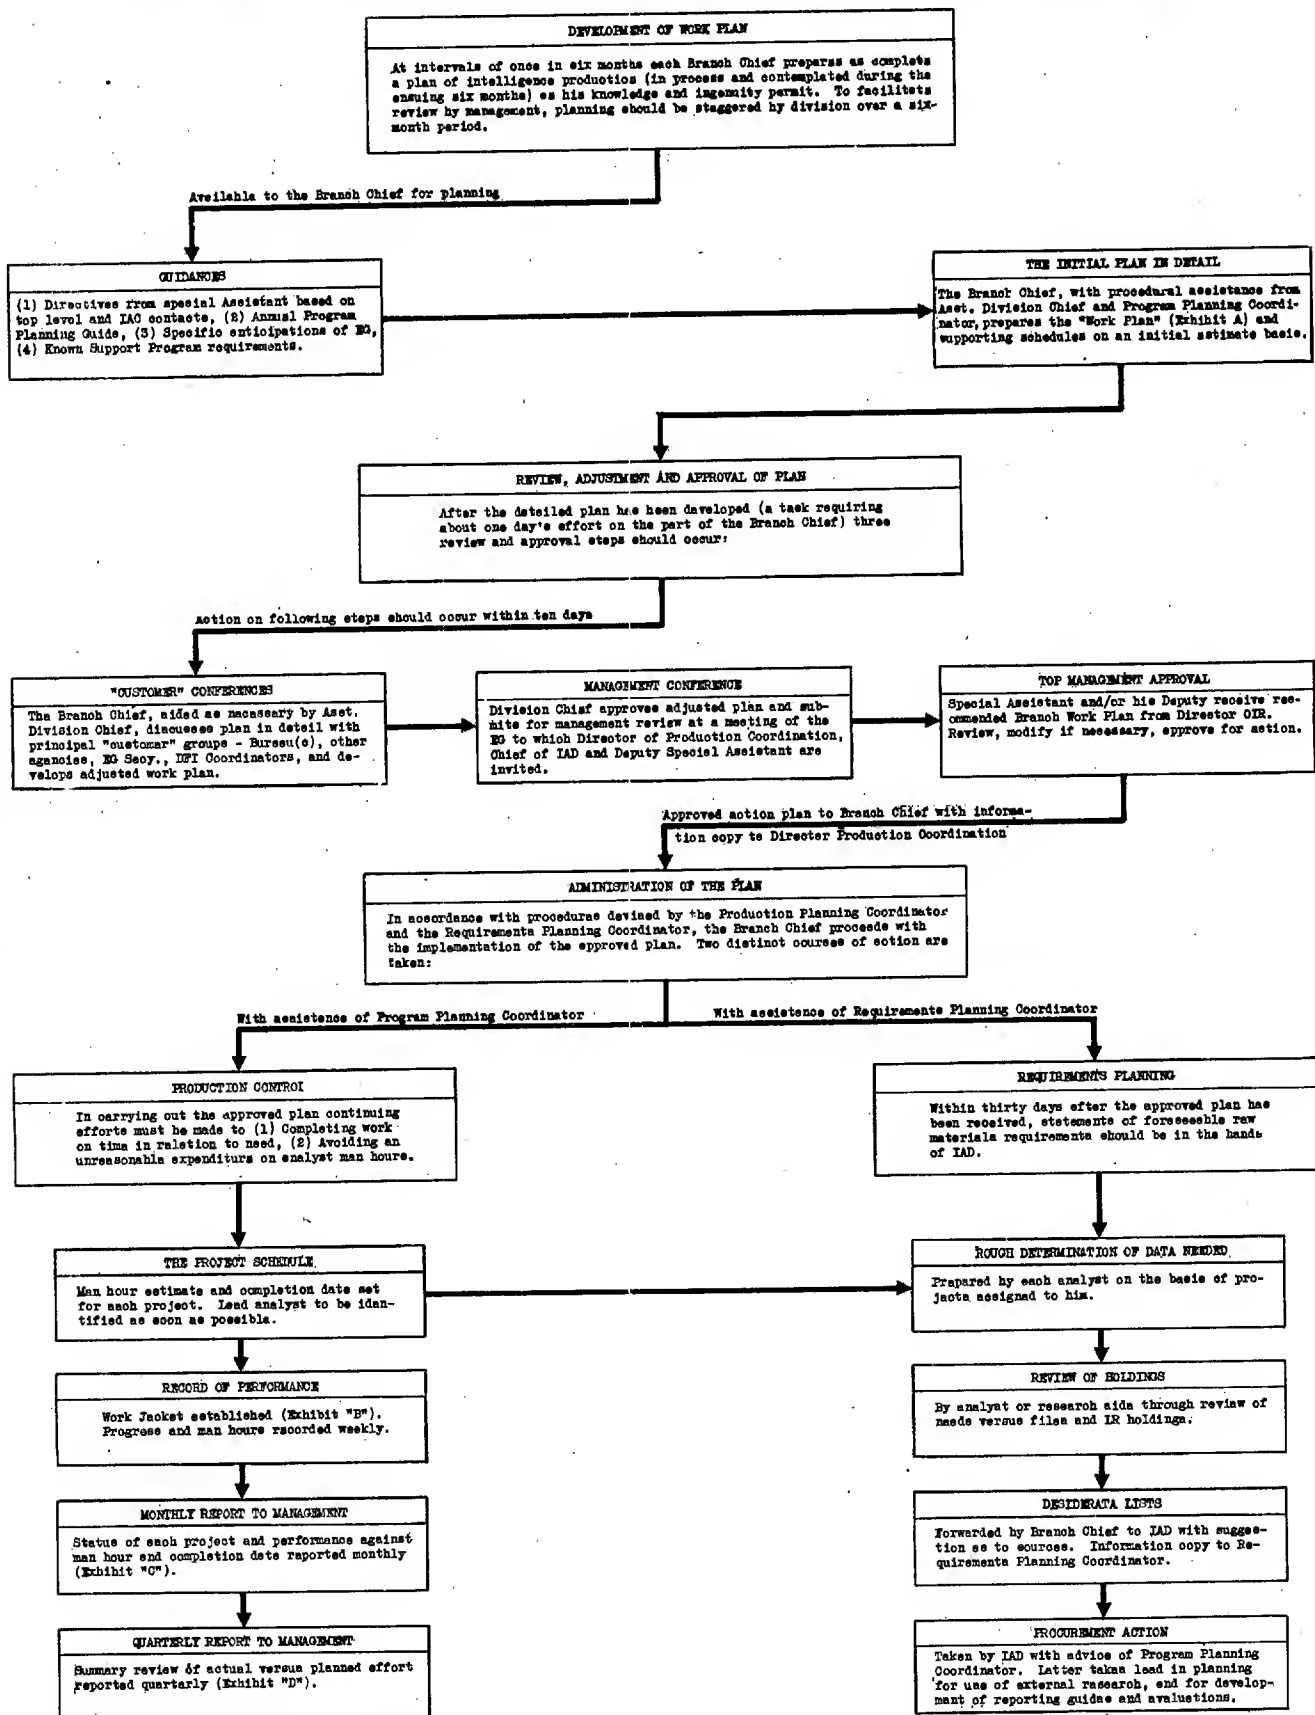 DEVELOPMENT OF WORK PLAN
At intervals of once in six months each Branch Chief prepares as complete
a plan of intelligence production (in process and contemplated during the
ensuing six months) as his knowledge and ingenuity permit. To facilitate
review by management, planning should be staggered by division over a six-
month period.
Available to the Branch Chief for planning
GUIDANCES
(1) Directives from special Assistant based on
top level and IAC contacts, (2) Annual Program
Planning Guide, (3) Specific anticipations of EG,
(4) Known Support Program requirements.
THE INITIAL PLAN IN DETAIL
The Branch Chief, with procedural assistance from
Asst. Division Chief and Program Planning Coordi-
nator, prepares the "Work Plan" (Exhibit A) and
supporting schedules on an initial estimate basis.
REVIEW, ADJUSTMENT AND APPROVAL OF PLAN
After the detailed plan has been developed (a task requiring
about one day's effort on the part of the Branch Chief) three
review and approval steps should occur:
Action on following steps should occur within ten days
"CUSTOMER" CONFERENCES
The Branch Chief, aided as necessary by Asst.
Division Chief, discusses plan in detail with
principal "customer" groups - Bureau(s), other
agencies, EG Secy., DFI Coordinators, and de-
velops adjusted work plan.
MANAGEMENT CONFERENCE
Division Chief approves adjusted plan and sub-
mits for management review at a meeting of the
EG to which Director of Production Coordination,
Chief of IAD and Deputy Special Assistant are
invited.
TOP MANAGEMENT APPROVAL
Special Assistant and/or his Deputy receive rec-
ommended Branch Work Plan from Director OIR.
Review, modify if necessary, approve for action.
Approved action plan to Branch Chief with informa-
tion copy to Director Production Coordination
ADMINISTRATION OF THE PLAN
In accordance with procedures devised by the Production Planning Coordinator
and the Requirements Planning Coordinator, the Branch Chief proceeds with
the implementation of the approved plan. Two distinct courses of action are
taken:
With assistance of Program Planning Coordinator
With assistance of Requirements Planning Coordinator
PRODUCTION CONTROL
In carrying out the approved plan continuing
efforts must be made to (1) Completing work
on time in relation to need, (2) Avoiding an
unreasonable expenditure on analyst man hours.
REQUIREMENTS PLANNING
Within thirty days after the approved plan has
been received, statements of foreseeable raw
materials requirements should be in the hands
of IAD.
THE PROJECT SCHEDULE
Man hour estimate and completion date set
for each project. Lead analyst to be iden-
tified as soon as possible.
ROUGH DETERMINATION OF DATA NEEDED
Prepared by each analyst on the basis of pro-
jects assigned to him.
RECORD OF PERFORMANCE
Work Jacket established (Exhibit "B").
Progress and man hours recorded weekly.
REVIEW OF HOLDINGS
By analyst or research aids through review of
needs versus files and LR holdings.
MONTHLY REPORT TO MANAGEMENT
Status of each project and performance against
man hour and completion date reported monthly
(Exhibit "C").
DESIDERATA LISTS
Forwarded by Branch Chief to IAD with sugges-
tion as to sources. Information copy to Re-
quirements Planning Coordinator.
QUARTERLY REPORT TO MANAGEMENT
Summary review of actual versus planned effort
reported quarterly (Exhibit "D").
PROCUREMENT ACTION
Taken by IAD with advice of Program Planning
Coordinator. Latter takes lead in planning
for use of external research, and for develop-
ment of reporting guides and evaluations.